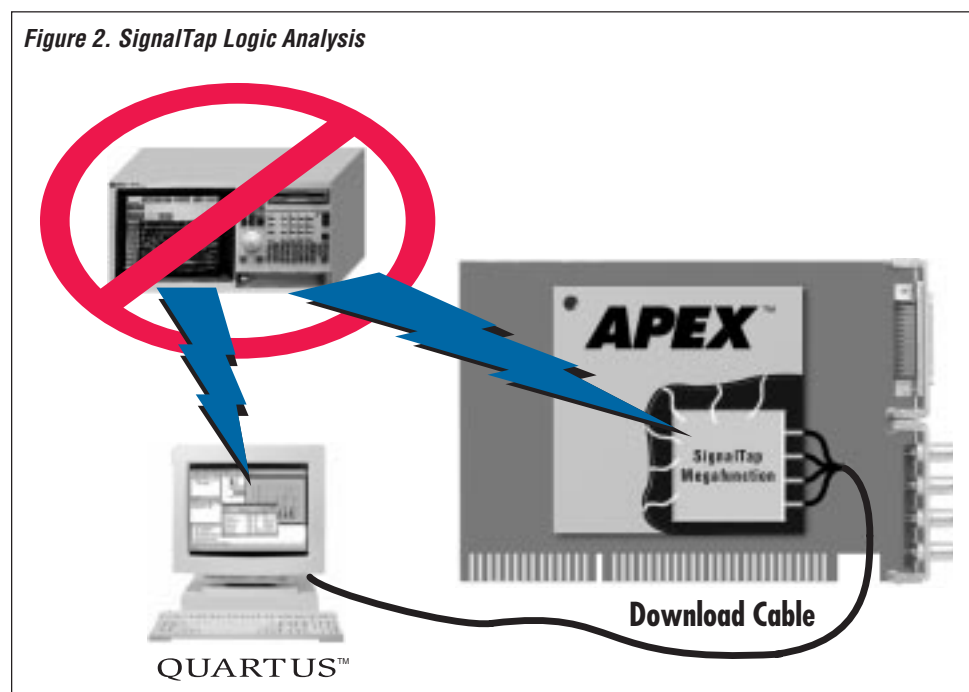 Figure 2. SignalTap Logic Analysis
APEX™
SignalTap
Megafunction
Download Cable
QUARTUS™